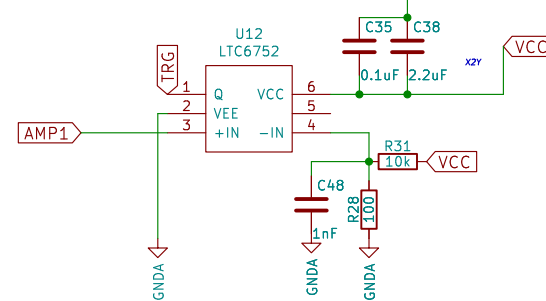 U12
LTC6752
C35
C38
VCC
TRG
X2Y
0.1uF
2.2uF
1
Q
VCC
6
2
VEE
5
AMP1
3
+IN
-IN
4
R31
10k
VCC
C48
R28
100
1nF
GNDA
GNDA
GNDA